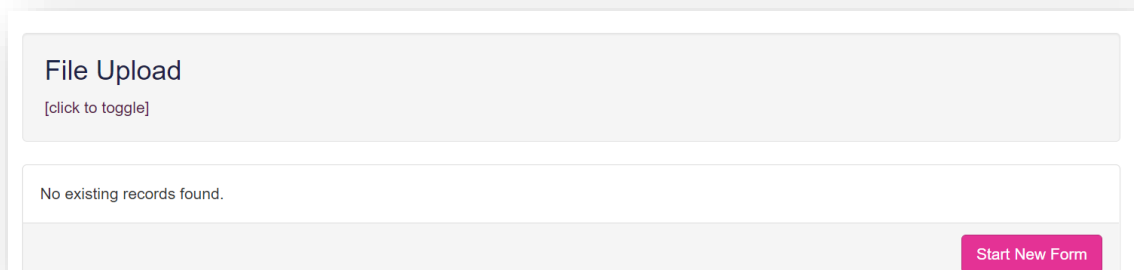 File Upload
[click to toggle]
No existing records found.
Start New Form